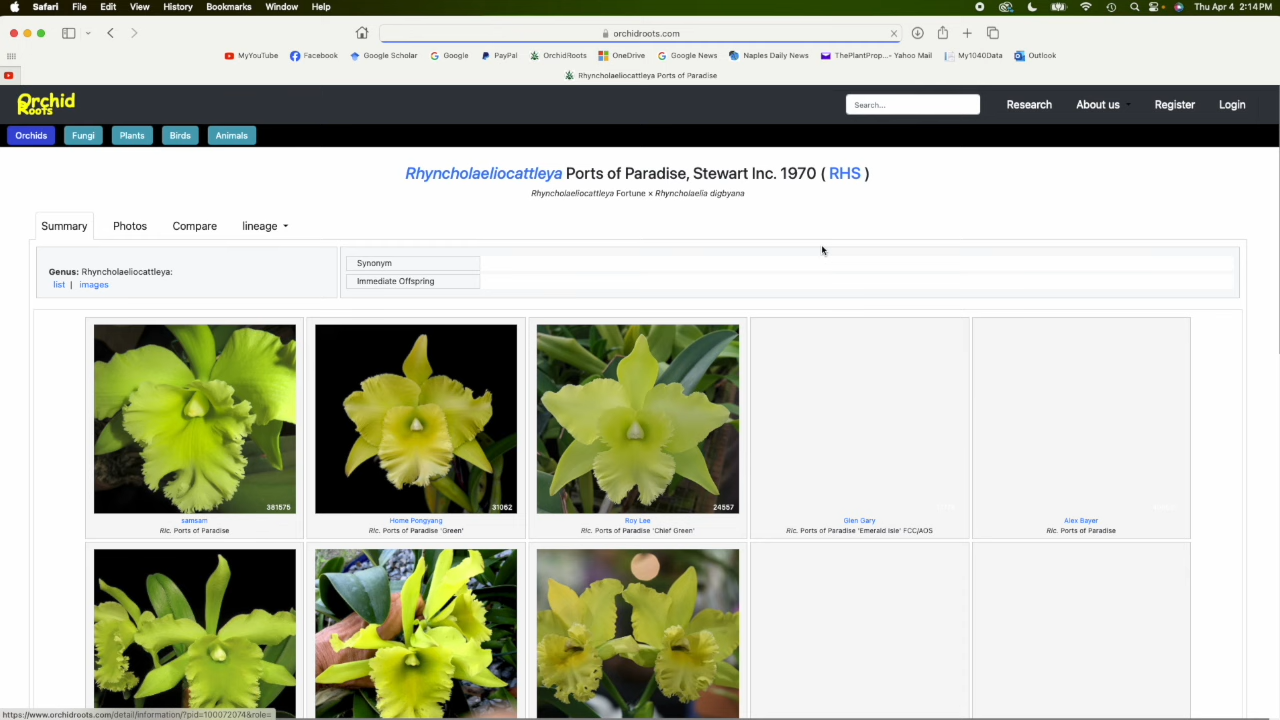 Safari File Edit View History Bookmarks Window Help Thu Apr 4 2:14 PM
orchidroots.com
MyYouTube Facebook Google Scholar Google PayPal OrchidRoots OneDrive Google News Naples Daily News ThePlantProp...- Yahoo Mail My1040Data Outlook
Rhyncholaeliocattleya Ports of Paradise
Orchid Roots
Search... Research About us Register Login
Orchids Fungi Plants Birds Animals
Rhyncholaeliocattleya Ports of Paradise, Stewart Inc. 1970 ( RHS )
Rhyncholaeliocattleya Fortune × Rhyncholaelia digbyana
Summary Photos Compare lineage
Genus: Rhyncholaeliocattleya:
list | images
Synonym
Immediate Offspring
381575 31062 24557
samsam Home Pongyang Roy Lee Glen Gary Alex Bayer
Rlc. Ports of Paradise Rlc. Ports of Paradise 'Green' Rlc. Ports of Paradise 'Chief Green' Rlc. Ports of Paradise 'Emerald Isle' FCC/AOS Rlc. Ports of Paradise
https://www.orchidroots.com/detail/information/?pid=100072074&role=